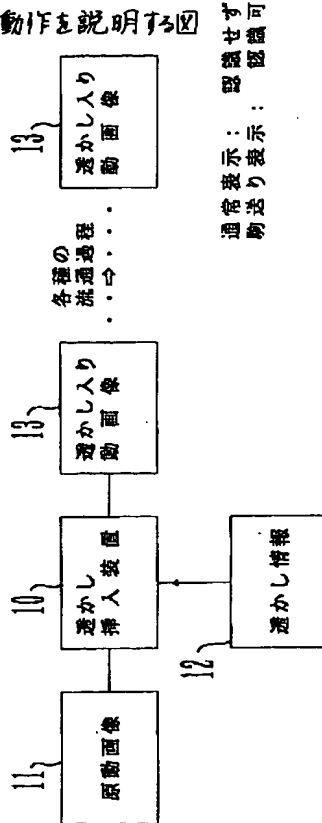 動作を説明する図
11
原動画像
10
透かし
挿入装置
12
透かし情報
13
透かし入り
動画像
各種の
流通過程
・・・⇨・・・・
13
透かし入り
動画像
通常表示： 認識せず
駒送り表示： 認識可